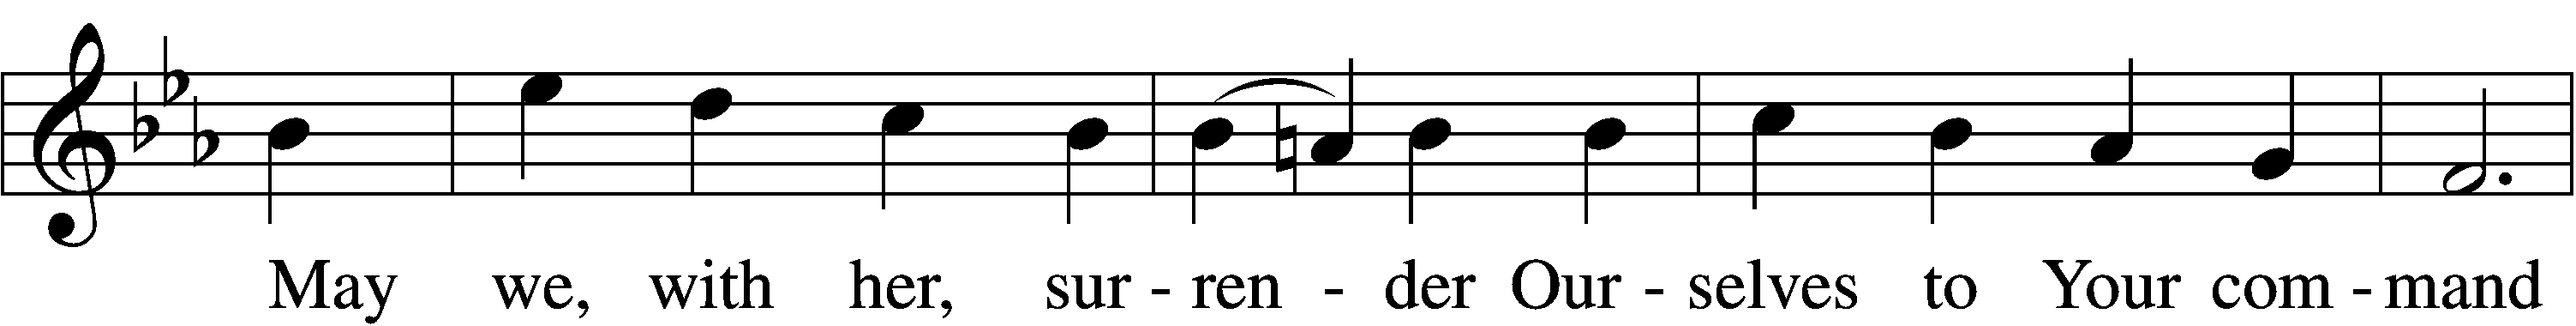 May we, with her, sur - ren - der Our - selves to Your com - mand